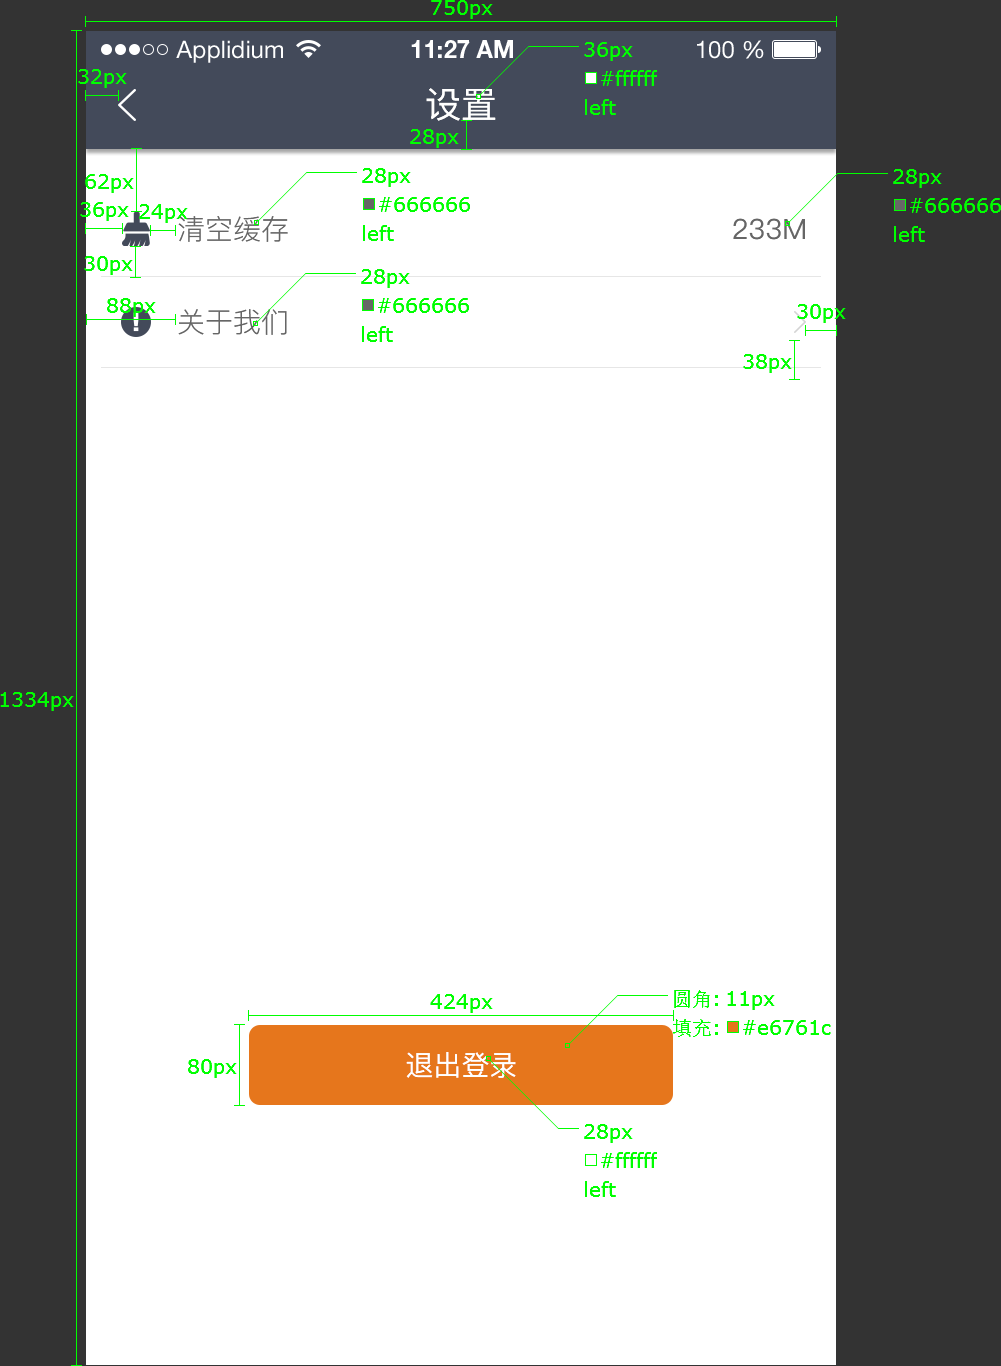 750px
Applidium 11:27 AM 100 %
36px
#ffffff
left
32px
设置
28px
62px
28px
#666666
left
28px
#666666
left
36px
24px
清空缓存
233M
30px
28px
#666666
left
88px
关于我们
30px
38px
1334px
424px
圆角: 11px
填充: #e6761c
80px
退出登录
28px
#ffffff
left